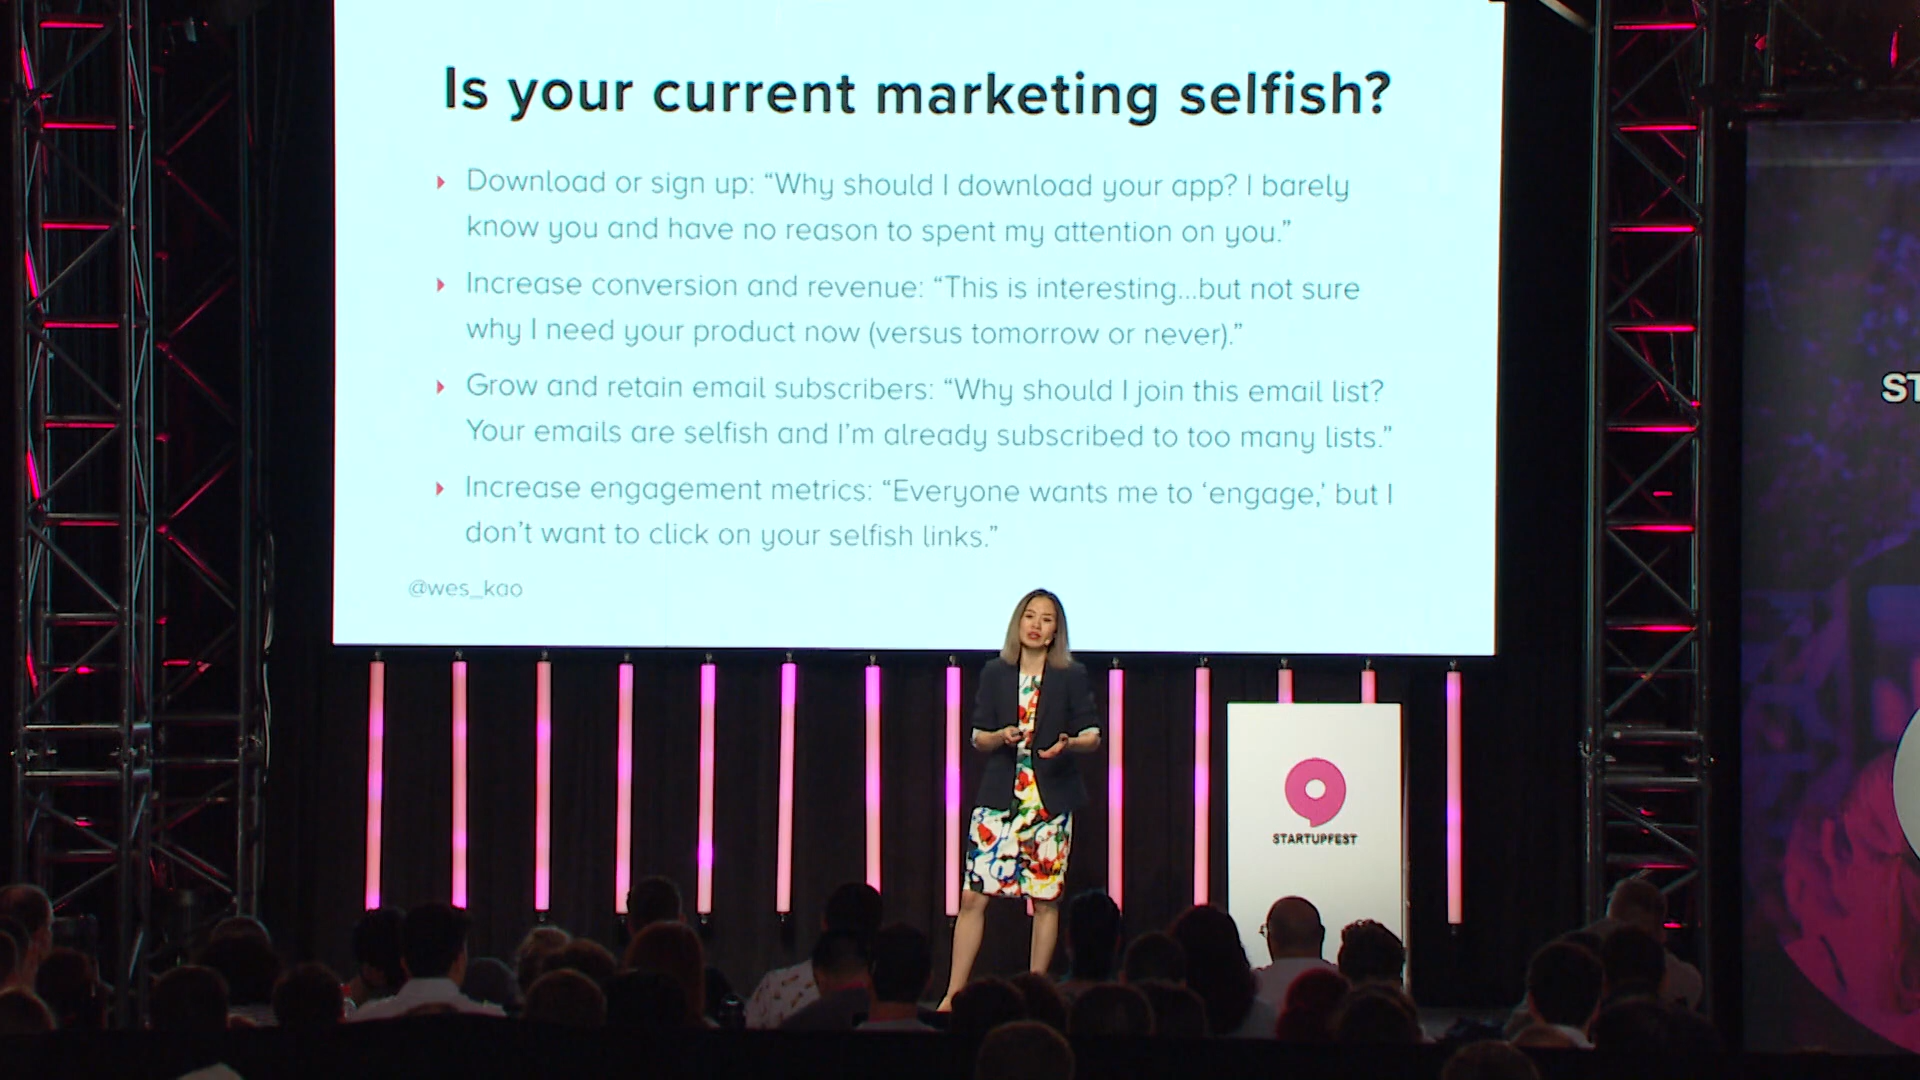 Is your current marketing selfish?
Download or sign up: “Why should I download your app? I barely
know you and have no reason to spent my attention on you.”
Increase conversion and revenue: “This is interesting...but not sure
why I need your product now (versus tomorrow or never).”
Grow and retain email subscribers: “Why should I join this email list?
Your emails are selfish and I’m already subscribed to too many lists.”
Increase engagement metrics: “Everyone wants me to ‘engage,’ but I
don’t want to click on your selfish links.”
@wes_kao
ST
STARTUPFEST